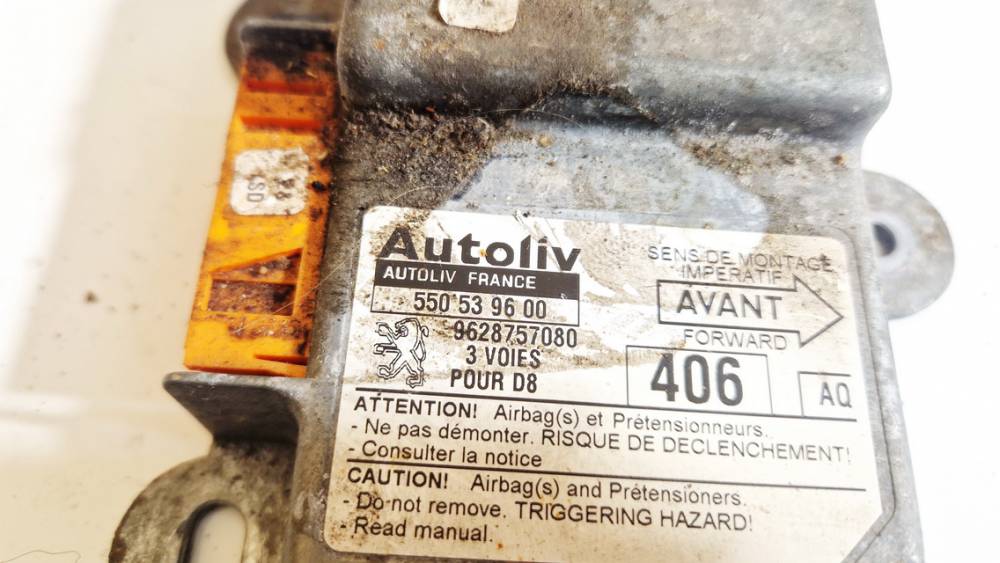 Autoliv
AUTOLIV FRANCE
550 53 96 00
9628757080
3 VOIES
POUR D8
SENS DE MONTAGE
IMPERATIF
AVANT
FORWARD
406
AQ
ATTENTION! Airbag(s) et Prétensionneurs.
- Ne pas démonter. RISQUE DE DECLENCHEMENT!
- Consulter la notice
CAUTION! Airbag(s) and Prétensioners.
- Do not remove. TRIGGERING HAZARD!
- Read manual.
SD